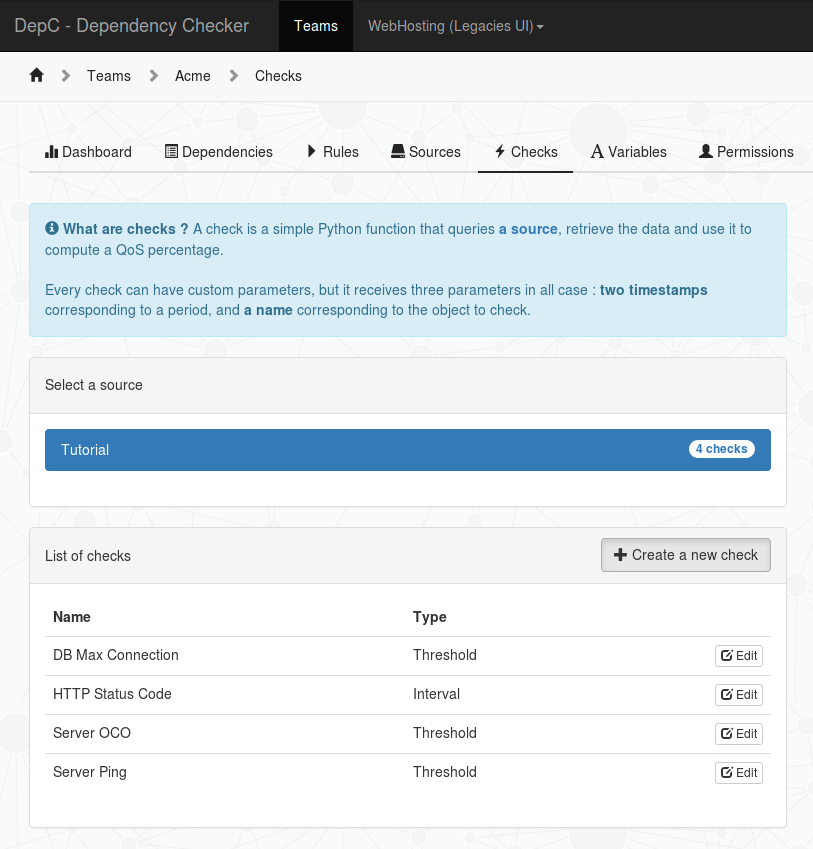 DepC - Dependency Checker Teams WebHosting (Legacies UI)
Teams Acme Checks
Dashboard Dependencies Rules Sources Checks Variables Permissions
What are checks ? A check is a simple Python function that queries a source, retrieve the data and use it to
compute a QoS percentage.
Every check can have custom parameters, but it receives three parameters in all case : two timestamps
corresponding to a period, and a name corresponding to the object to check.
Select a source
Tutorial 4 checks
List of checks Create a new check
Name Type
DB Max Connection Threshold Edit
HTTP Status Code Interval Edit
Server OCO Threshold Edit
Server Ping Threshold Edit